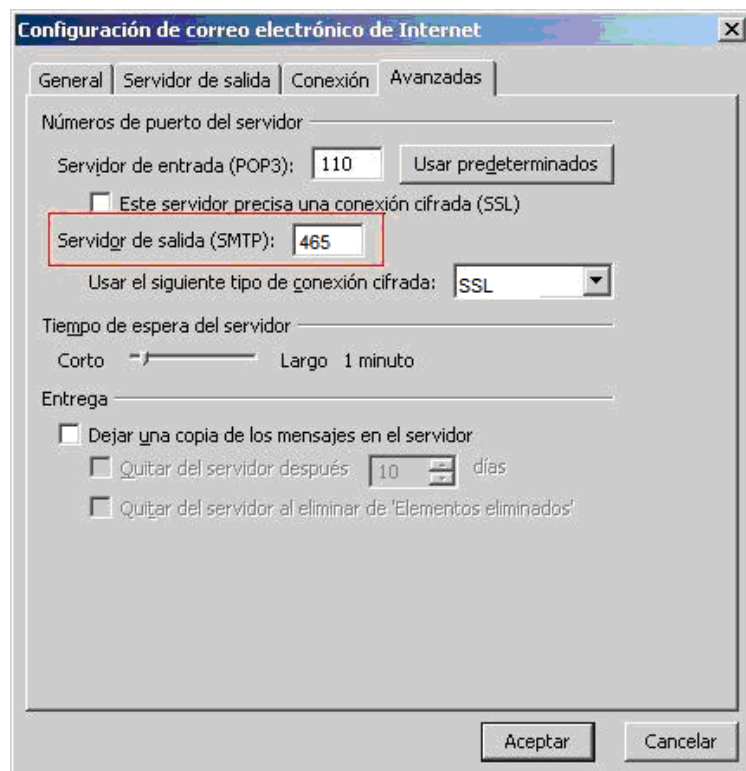 Configuración de correo electrónico de Internet
General Servidor de salida Conexión Avanzadas
Números de puerto del servidor
Servidor de entrada (POP3): 110 Usar predeterminados
Este servidor precisa una conexión cifrada (SSL)
Servidor de salida (SMTP): 465
Usar el siguiente tipo de conexión cifrada: SSL
Tiempo de espera del servidor
Corto Largo 1 minuto
Entrega
Dejar una copia de los mensajes en el servidor
Quitar del servidor después 10 días
Quitar del servidor al eliminar de 'Elementos eliminados'
Aceptar Cancelar